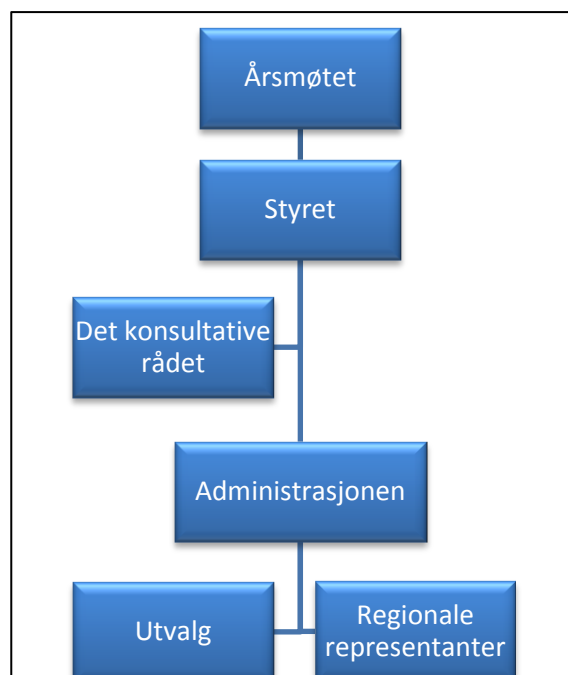 Årsmøtet
Styret
Det konsultative
rådet
Administrasjonen
Utvalg
Regionale
representanter